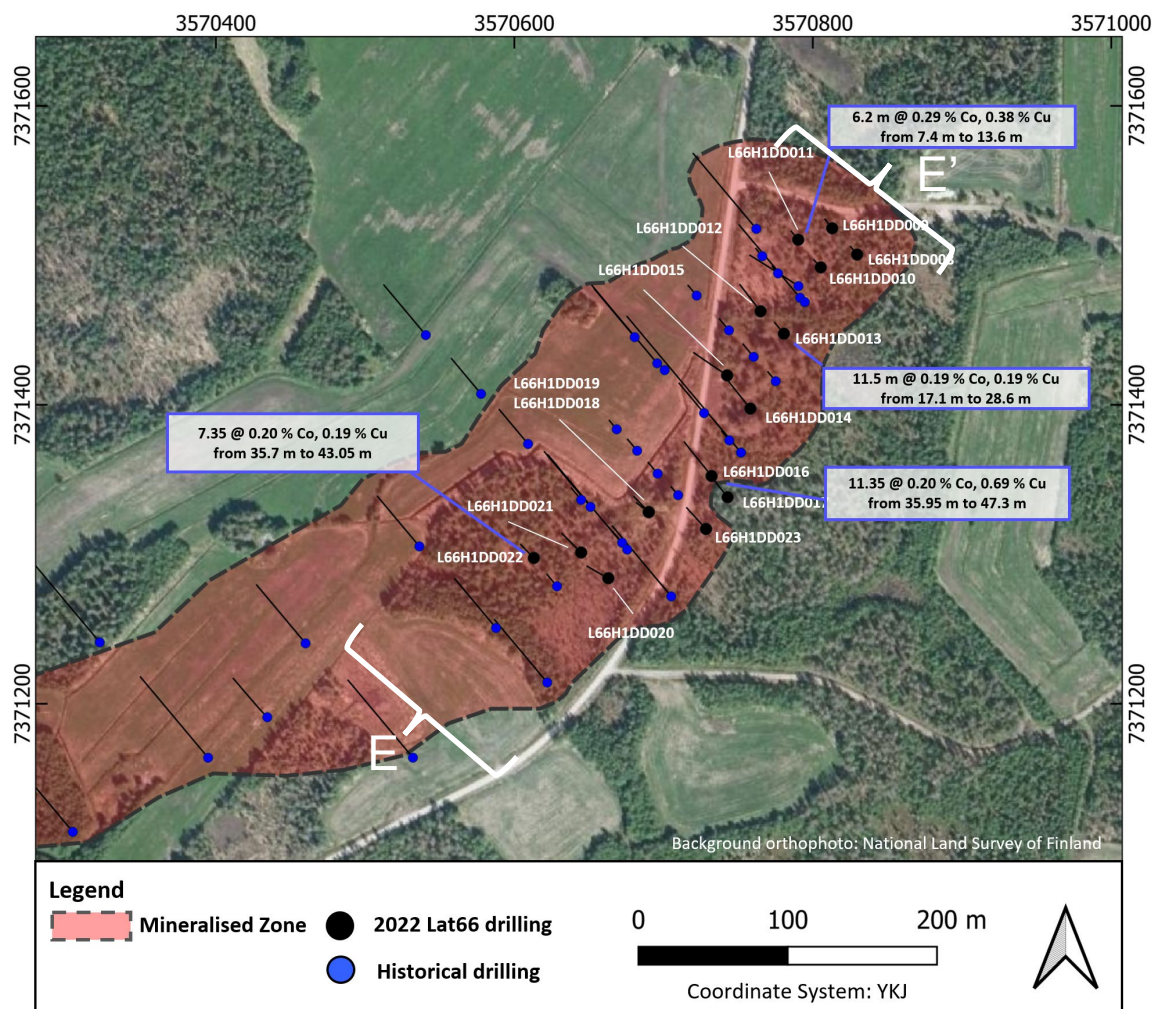 3570400
3570600
3570800
3571000
7371600
7371600
6.2 m @ 0.29 % Co, 0.38 % Cu
from 7.4 m to 13.6 m
L66H1DD011
E’
L66H1DD009
L66H1DD012
L66H1DD008
L66H1DD015
L66H1DD010
L66H1DD013
11.5 m @ 0.19 % Co, 0.19 % Cu
from 17.1 m to 28.6 m
L66H1DD019
L66H1DD018
7371400
7371400
L66H1DD014
7.35 @ 0.20 % Co, 0.19 % Cu
from 35.7 m to 43.05 m
L66H1DD016
11.35 m @ 0.20 % Co, 0.69 % Cu
from 35.95 m to 47.3 m
L66H1DD017
L66H1DD021
L66H1DD023
L66H1DD022
L66H1DD020
7371200
7371200
E
Background orthophoto: National Land Survey of Finland
Legend
Mineralised Zone
2022 Lat66 drilling
Historical drilling
0 100 200 m
Coordinate System: YKJ